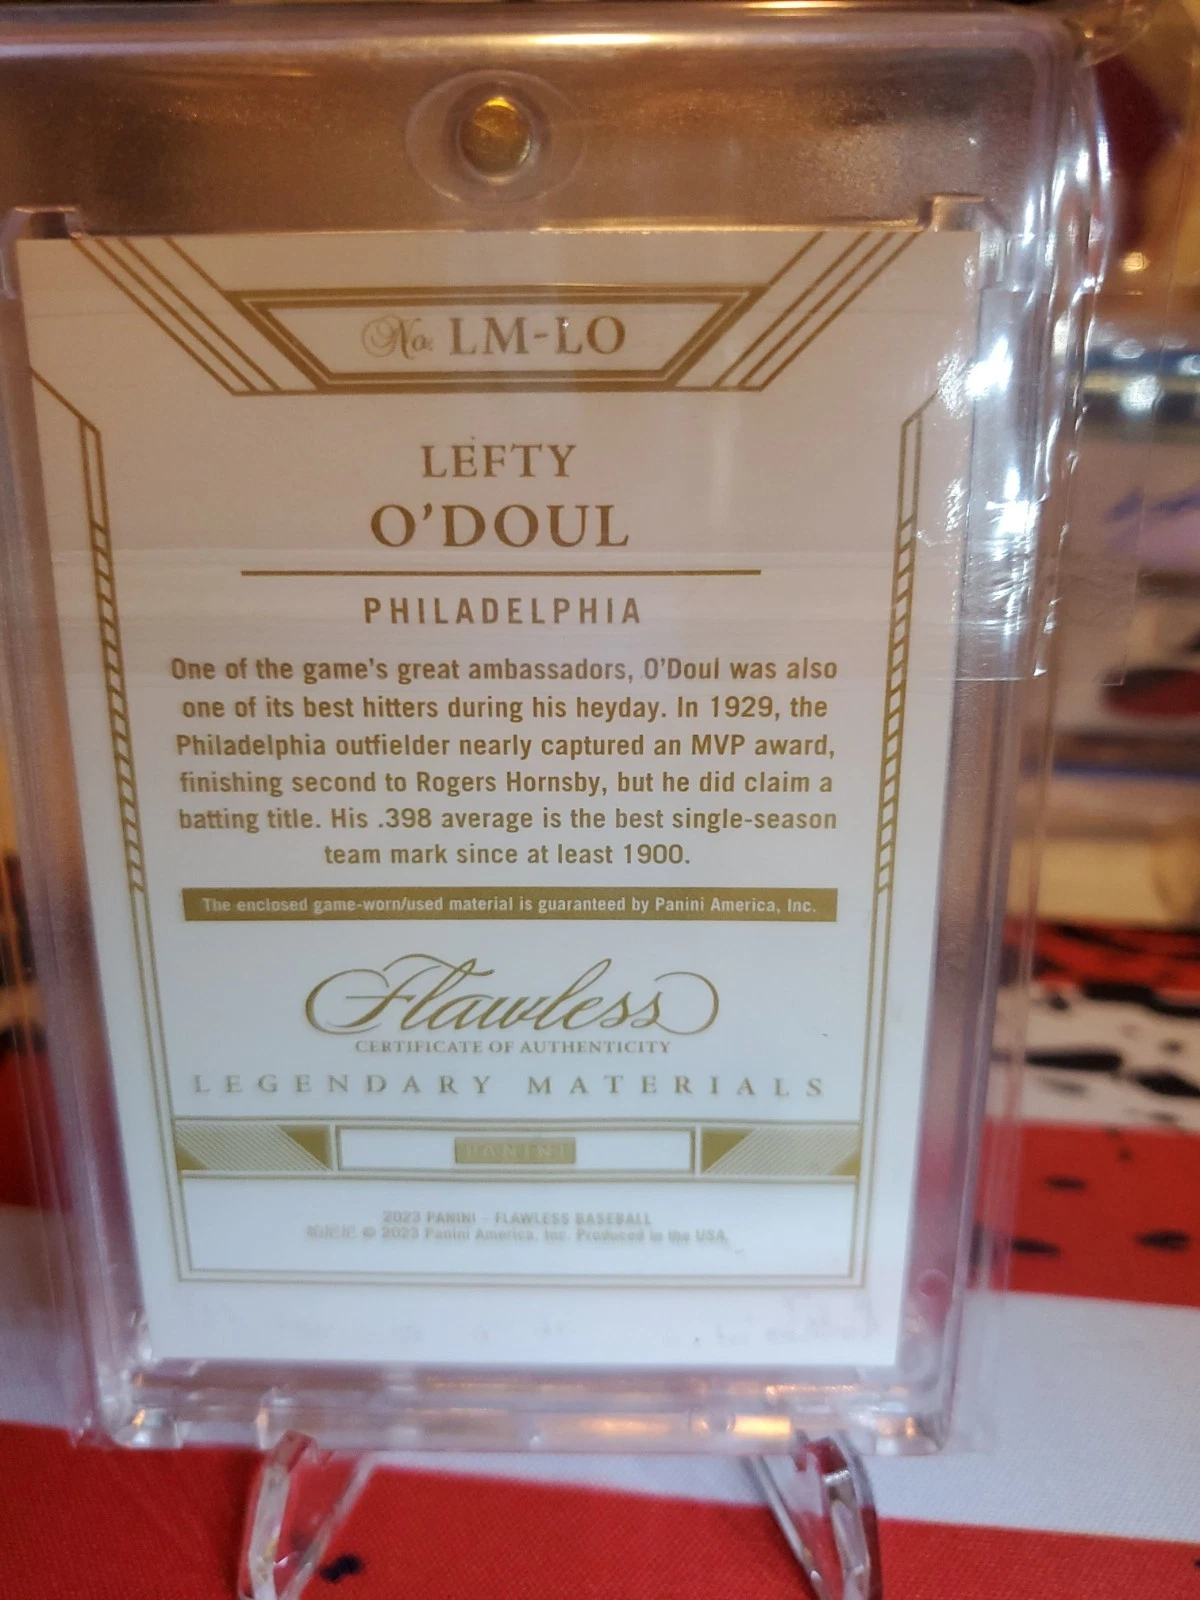 No. LM-LO
LEFTY
O'DOUL
PHILADELPHIA
One of the game's great ambassadors, O'Doul was also
one of its best hitters during his heyday. In 1929, the
Philadelphia outfielder nearly captured an MVP award,
finishing second to Rogers Hornsby, but he did claim a
batting title. His .398 average is the best single-season
team mark since at least 1900.
The enclosed game-worn/used material is guaranteed by Panini America, Inc.
Flawless
CERTIFICATE OF AUTHENTICITY
LEGENDARY MATERIALS
PANINI
2023 PANINI - FLAWLESS BASEBALL
© 2023 Panini America, Inc. Produced in the USA.